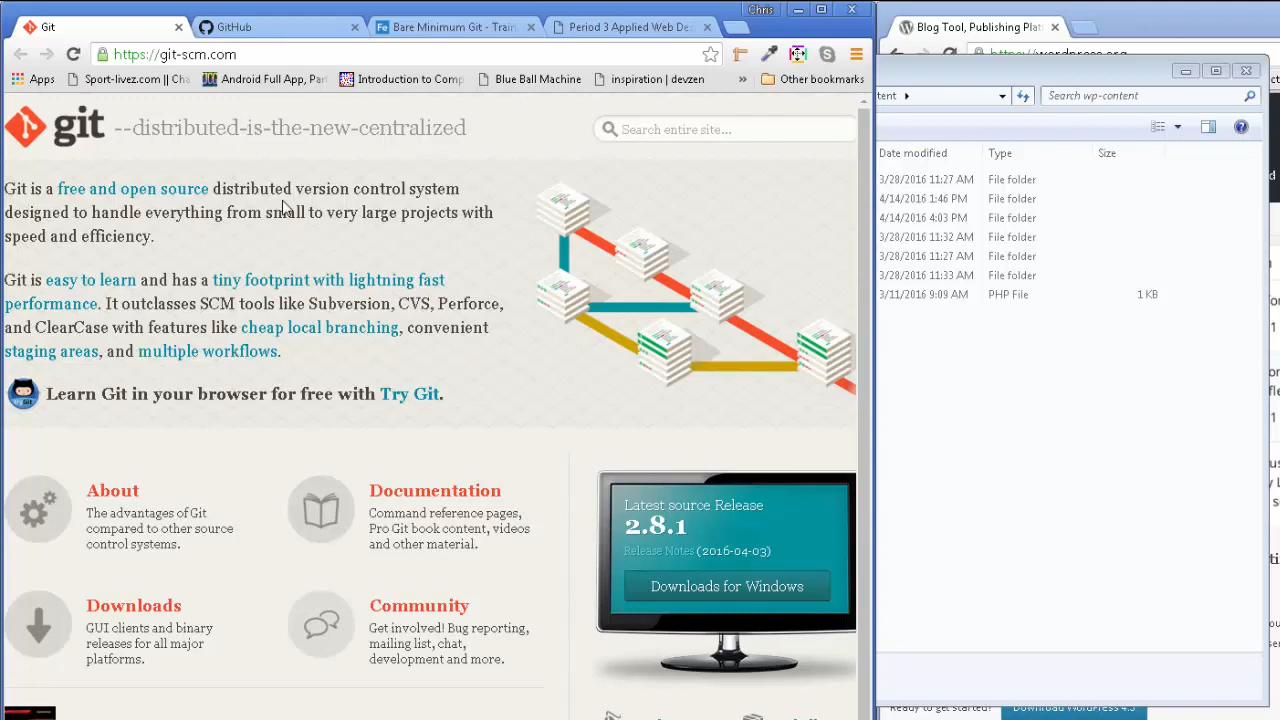 Chris
Git
GitHub
Bare Minimum Git - Train
Period 3 Applied Web Des
https://git-scm.com
Apps
Sport-livez.com || Cha
Android Full App, Par
Introduction to C
Blue Ball Machine
inspiration | devzen
»
Other bookmarks
git --distributed-is-the-new-centralized
Search entire site...
Git is a free and open source distributed version control system
designed to handle everything from small to very large projects with
speed and efficiency.
Git is easy to learn and has a tiny footprint with lightning fast
performance. It outclasses SCM tools like Subversion, CVS, Perforce,
and ClearCase with features like cheap local branching, convenient
staging areas, and multiple workflows.
Learn Git in your browser for free with Try Git.
About
The advantages of Git
compared to other source
control systems.
Documentation
Command reference pages,
Pro Git book content, videos
and other material.
Downloads
GUI clients and binary
releases for all major
platforms.
Community
Get involved! Bug reporting,
mailing list, chat,
development and more.
Latest source Release
2.8.1
Release Notes (2016-04-03)
Downloads for Windows
Blog Tool, Publishing Plat
https://wordpress.org
tent
Search wp-content
Date modified Type Size
3/28/2016 11:27 AM File folder
4/14/2016 1:46 PM File folder
4/14/2016 4:03 PM File folder
3/28/2016 11:32 AM File folder
3/28/2016 11:27 AM File folder
3/28/2016 11:33 AM File folder
3/11/2016 9:09 AM PHP File 1 KB
Ready to get started?
Download WordPress 4.5